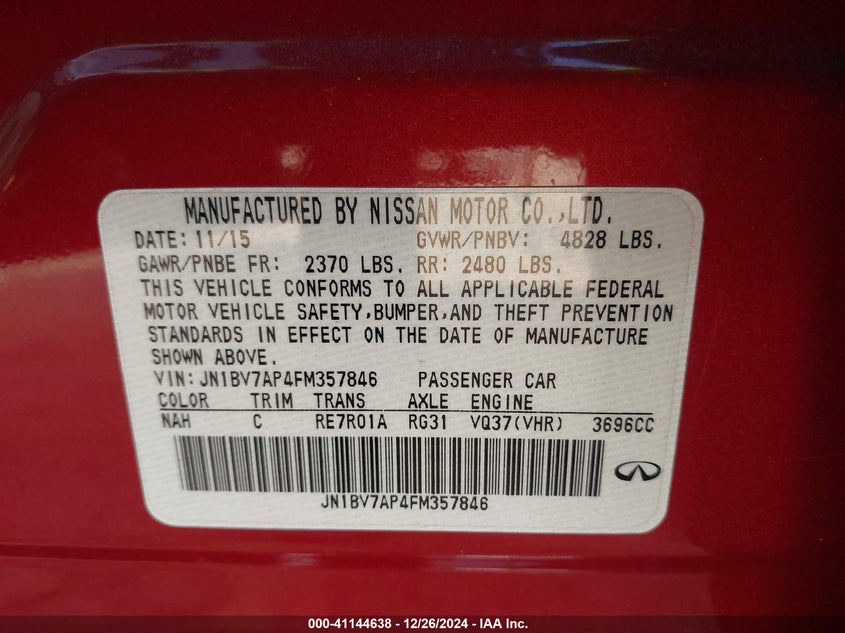 MANUFACTURED BY NISSAN MOTOR CO.,LTD.
DATE: 11/15 GVWR/PNBV: 4828 LBS.
GAWR/PNBE FR: 2370 LBS. RR: 2480 LBS.
THIS VEHICLE CONFORMS TO ALL APPLICABLE FEDERAL
MOTOR VEHICLE SAFETY,BUMPER,AND THEFT PREVENTION
STANDARDS IN EFFECT ON THE DATE OF MANUFACTURE
SHOWN ABOVE.
VIN:JN1BV7AP4FM357846 PASSENGER CAR
COLOR TRIM TRANS AXLE ENGINE
NAH C RE7R01A RG31 VQ37(VHR) 3696CC
JN1BV7AP4FM357846
000-41144638 - 12/26/2024 - IAA Inc.